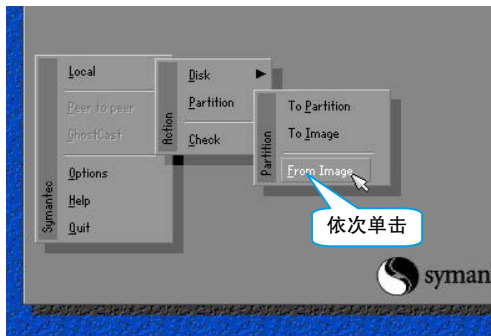 Local
Peer to peer
GhostCast
Options
Help
Quit
Symantec
Disk
Partition
Check
Action
To Partition
To Image
From Image
Partition
依次单击
syman